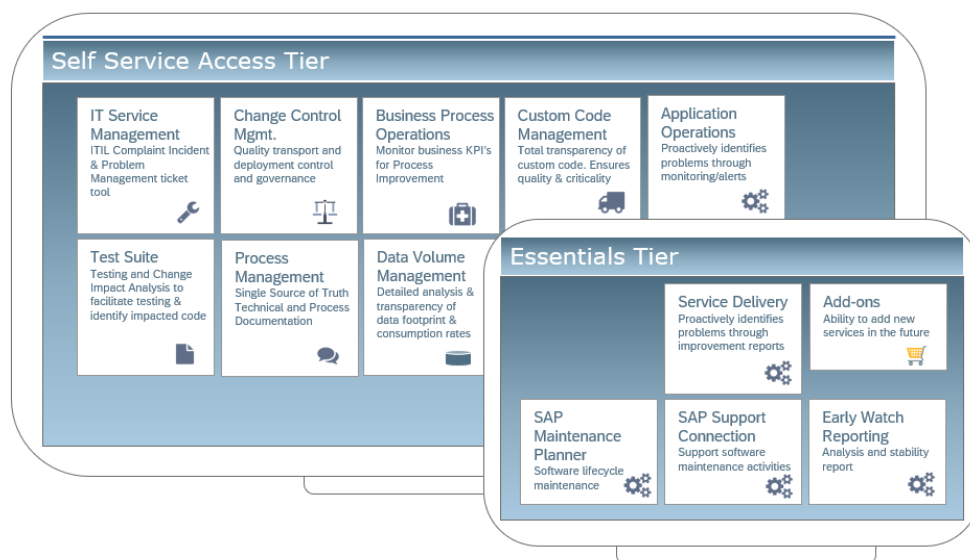 Self Service Access Tier
IT Service
Management
ITIL Complaint Incident
& Problem
Management ticket
tool
Change Control
Mgmt.
Quality transport and
deployment control
and governance
Business Process
Operations
Monitor business KPI's
for Process
Improvement
Custom Code
Management
Total transparency of
custom code. Ensures
quality & criticality
Application
Operations
Proactively identifies
problems through
monitoring/alerts
Test Suite
Testing and Change
Impact Analysis to
facilitate testing &
identify impacted code
Process
Management
Single Source of Truth
Technical and Process
Documentation
Data Volume
Management
Detailed analysis &
transparency of
data footprint &
consumption rates
Essentials Tier
Service Delivery
Proactively identifies
problems through
improvement reports
Add-ons
Ability to add new
services in the future
SAP
Maintenance
Planner
Software lifecycle
maintenance
SAP Support
Connection
Support software
maintenance activities
Early Watch
Reporting
Analysis and stability
report